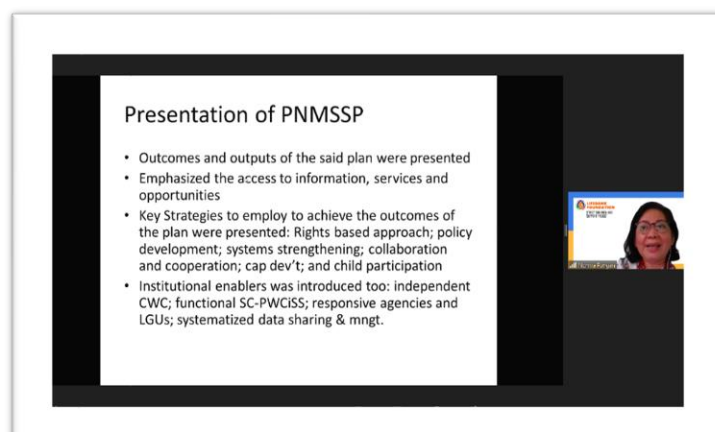 Presentation of PNMSSP
• Outcomes and outputs of the said plan were presented
• Emphasized the access to information, services and
opportunities
• Key Strategies to employ to achieve the outcomes of
the plan were presented: Rights based approach; policy
development; systems strengthening; collaboration
and cooperation; cap dev't; and child participation
• Institutional enablers was introduced too: independent
CWC; functional SC-PWCiSS; responsive agencies and
LGUs; systematized data sharing & mngt.
FOUNDATION